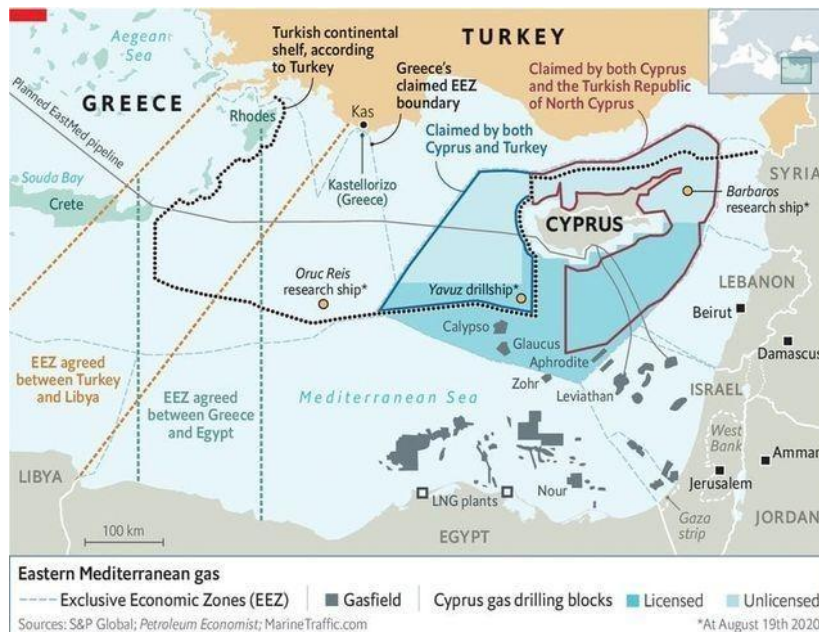 Aegean
Sea
TURKEY
Turkish continental
shelf, according
to Turkey
Greece's
claimed EEZ
boundary
Claimed by both Cyprus
and the Turkish Republic
of North Cyprus
GREECE
Planned EastMed pipeline
Rhodes
Kas
Claimed by both
Cyprus and Turkey
Souda Bay
Crete
Kastellorizo
(Greece)
SYRIA
Barbaros
research ship*
CYPRUS
Oruc Reis
research ship*
Yavuz drillship*
LEBANON
Beirut
Calypso
Glaucus
Aphrodite
Damascus
EEZ agreed
between Turkey
and Libya
EEZ agreed
between Greece
and Egypt
Mediterranean Sea
Zohr
Leviathan
ISRAEL
West
Bank
Amman
Jerusalem
LIBYA
LNG plants
Nour
Gaza
strip
JORDAN
100 km
EGYPT
Eastern Mediterranean gas
Exclusive Economic Zones (EEZ) Gasfield Cyprus gas drilling blocks Licensed Unlicensed
Sources: S&P Global; Petroleum Economist; MarineTraffic.com *At August 19th 2020